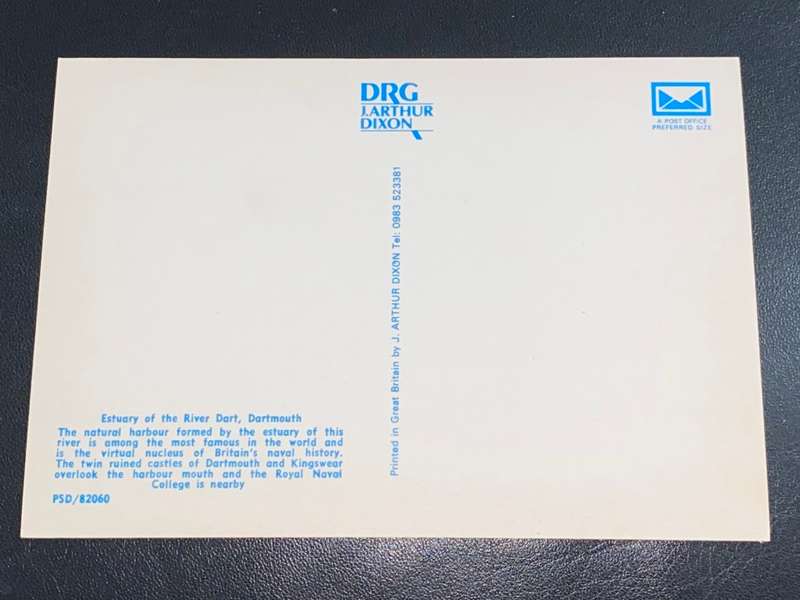 DRG
J.ARTHUR
DIXON
A POST OFFICE
PREFERRED SIZE
Printed in Great Britain by J. ARTHUR DIXON Tel: 0983 523381
Estuary of the River Dart, Dartmouth
The natural harbour formed by the estuary of this
river is among the most famous in the world and
is the virtual nucleus of Britain's naval history.
The twin ruined castles of Dartmouth and Kingswear
overlook the harbour mouth and the Royal Naval
College is nearby
PSD/82060